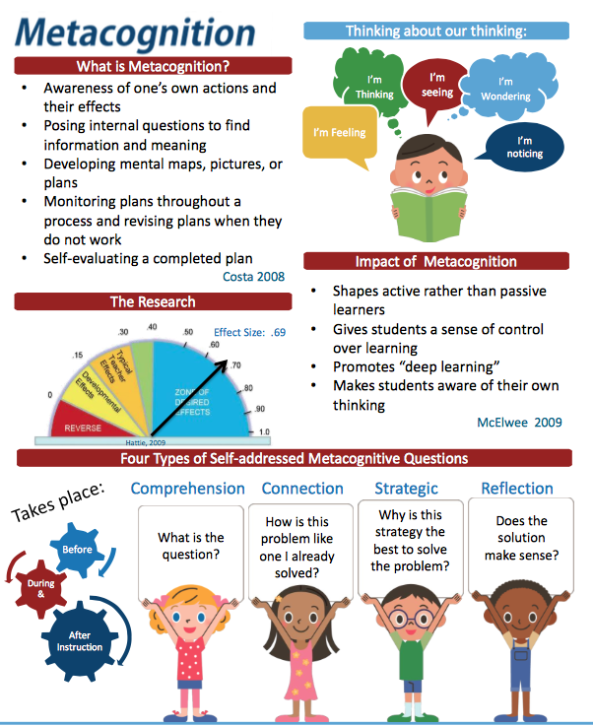 Metacognition
What is Metacognition?
• Awareness of one's own actions and
their effects
• Posing internal questions to find
information and meaning
• Developing mental maps, pictures, or
plans
• Monitoring plans throughout a
process and revising plans when they
do not work
• Self-evaluating a completed plan
Costa 2008
Thinking about our thinking:
I'm
Thinking
I'm
seeing
I'm
Wondering
I'm Feeling
I'm
noticing
The Research
Effect Size: .69
0
.15
.30
.40
.50
.60
.70
.80
.90
1.0
REVERSE
Developmental
Effects
Typical
Teacher
Effects
ZONE OF
DESIRED
EFFECTS
Hattie, 2009
Impact of Metacognition
• Shapes active rather than passive
learners
• Gives students a sense of control
over learning
• Promotes “deep learning”
• Makes students aware of their own
thinking
McElwee 2009
Four Types of Self-addressed Metacognitive Questions
Takes place:
Before
During
&
After
Instruction
Comprehension
What is the
question?
Connection
How is this
problem like
one I already
solved?
Strategic
Why is this
strategy the
best to solve
the problem?
Reflection
Does the
solution
make sense?